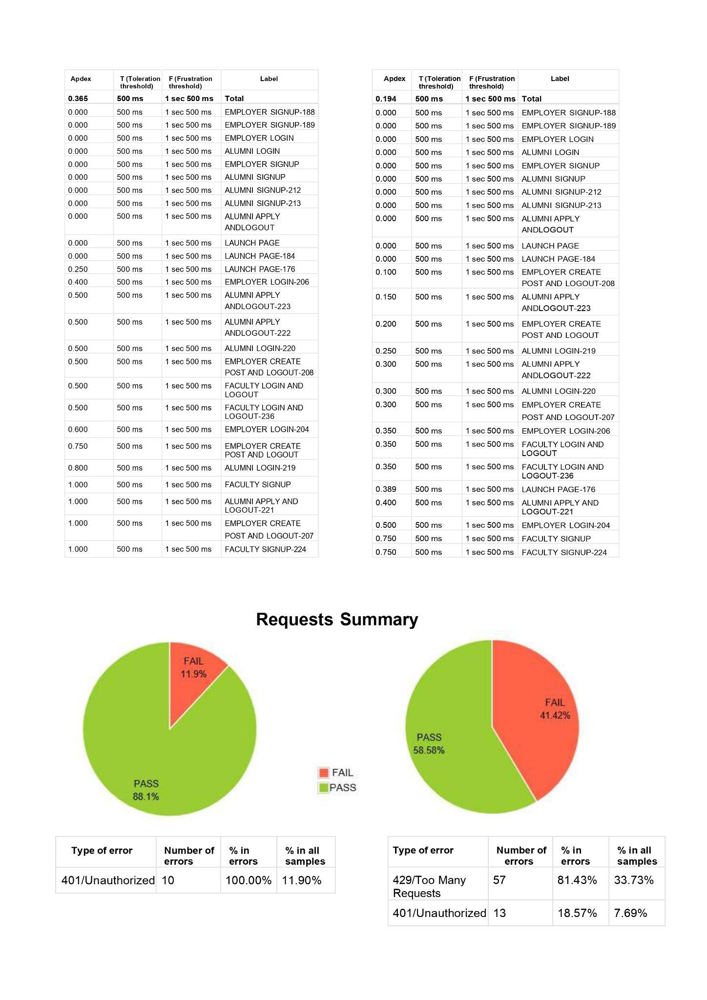 Apdex T (Toleration threshold) F (Frustration threshold) Label
0.365 500 ms 1 sec 500 ms Total
0.000 500 ms 1 sec 500 ms EMPLOYER SIGNUP-188
0.000 500 ms 1 sec 500 ms EMPLOYER SIGNUP-189
0.000 500 ms 1 sec 500 ms EMPLOYER LOGIN
0.000 500 ms 1 sec 500 ms ALUMNI LOGIN
0.000 500 ms 1 sec 500 ms EMPLOYER SIGNUP
0.000 500 ms 1 sec 500 ms ALUMNI SIGNUP
0.000 500 ms 1 sec 500 ms ALUMNI SIGNUP-212
0.000 500 ms 1 sec 500 ms ALUMNI SIGNUP-213
0.000 500 ms 1 sec 500 ms ALUMNI APPLY
ANDLOGOUT
0.000 500 ms 1 sec 500 ms LAUNCH PAGE
0.000 500 ms 1 sec 500 ms LAUNCH PAGE-184
0.250 500 ms 1 sec 500 ms LAUNCH PAGE-176
0.400 500 ms 1 sec 500 ms EMPLOYER LOGIN-206
0.500 500 ms 1 sec 500 ms ALUMNI APPLY
ANDLOGOUT-223
0.500 500 ms 1 sec 500 ms ALUMNI APPLY
ANDLOGOUT-222
0.500 500 ms 1 sec 500 ms ALUMNI LOGIN-220
0.500 500 ms 1 sec 500 ms EMPLOYER CREATE
POST AND LOGOUT-208
0.500 500 ms 1 sec 500 ms FACULTY LOGIN AND
LOGOUT
0.500 500 ms 1 sec 500 ms FACULTY LOGIN AND
LOGOUT-236
0.600 500 ms 1 sec 500 ms EMPLOYER LOGIN-204
0.750 500 ms 1 sec 500 ms EMPLOYER CREATE
POST AND LOGOUT
0.800 500 ms 1 sec 500 ms ALUMNI LOGIN-219
1.000 500 ms 1 sec 500 ms FACULTY SIGNUP
1.000 500 ms 1 sec 500 ms ALUMNI APPLY AND
LOGOUT-221
1.000 500 ms 1 sec 500 ms EMPLOYER CREATE
POST AND LOGOUT-207
1.000 500 ms 1 sec 500 ms FACULTY SIGNUP-224
Apdex T (Toleration threshold) F (Frustration threshold) Label
0.194 500 ms 1 sec 500 ms Total
0.000 500 ms 1 sec 500 ms EMPLOYER SIGNUP-188
0.000 500 ms 1 sec 500 ms EMPLOYER SIGNUP-189
0.000 500 ms 1 sec 500 ms EMPLOYER LOGIN
0.000 500 ms 1 sec 500 ms ALUMNI LOGIN
0.000 500 ms 1 sec 500 ms EMPLOYER SIGNUP
0.000 500 ms 1 sec 500 ms ALUMNI SIGNUP
0.000 500 ms 1 sec 500 ms ALUMNI SIGNUP-212
0.000 500 ms 1 sec 500 ms ALUMNI SIGNUP-213
0.000 500 ms 1 sec 500 ms ALUMNI APPLY
ANDLOGOUT
0.000 500 ms 1 sec 500 ms LAUNCH PAGE
0.000 500 ms 1 sec 500 ms LAUNCH PAGE-184
0.100 500 ms 1 sec 500 ms EMPLOYER CREATE
POST AND LOGOUT-208
0.150 500 ms 1 sec 500 ms ALUMNI APPLY
ANDLOGOUT-223
0.200 500 ms 1 sec 500 ms EMPLOYER CREATE
POST AND LOGOUT
0.250 500 ms 1 sec 500 ms ALUMNI LOGIN-219
0.300 500 ms 1 sec 500 ms ALUMNI APPLY
ANDLOGOUT-222
0.300 500 ms 1 sec 500 ms ALUMNI LOGIN-220
0.300 500 ms 1 sec 500 ms EMPLOYER CREATE
POST AND LOGOUT-207
0.350 500 ms 1 sec 500 ms EMPLOYER LOGIN-206
0.350 500 ms 1 sec 500 ms FACULTY LOGIN AND
LOGOUT
0.350 500 ms 1 sec 500 ms FACULTY LOGIN AND
LOGOUT-236
0.389 500 ms 1 sec 500 ms LAUNCH PAGE-176
0.400 500 ms 1 sec 500 ms ALUMNI APPLY AND
LOGOUT-221
0.500 500 ms 1 sec 500 ms EMPLOYER LOGIN-204
0.750 500 ms 1 sec 500 ms FACULTY SIGNUP
0.750 500 ms 1 sec 500 ms FACULTY SIGNUP-224
Requests Summary
FAIL
11.9%
PASS
88.1%
FAIL
PASS
FAIL
41.42%
PASS
58.58%
Type of error Number of errors % in errors % in all samples
401/Unauthorized 10 100.00% 11.90%
Type of error Number of errors % in errors % in all samples
429/Too Many 57 81.43% 33.73%
Requests
401/Unauthorized 13 18.57% 7.69%